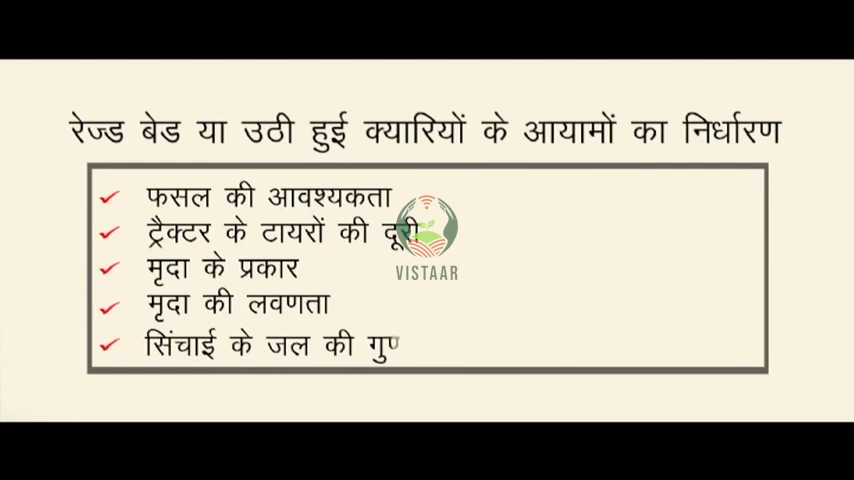 रेज्ड बेड या उठी हुई क्यारियों के आयामों का निर्धारण
फसल की आवश्यकता
ट्रैक्टर के टायरों की दूरी
मृदा के प्रकार
मृदा की लवणता
सिंचाई के जल की
VISTAAR